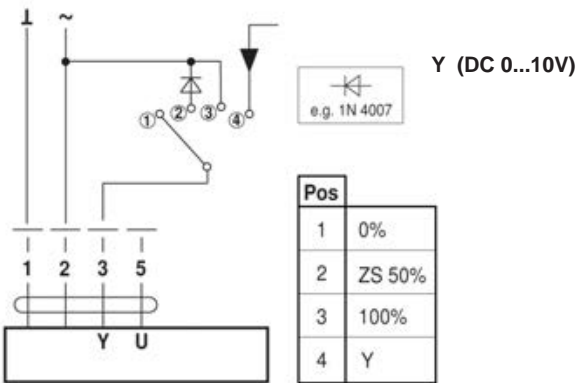 ⊥ ~
Y (DC 0...10V)
① ② ③ ④
e.g. 1N 4007
1 2 3 5
Y U
Pos
1 0%
2 ZS 50%
3 100%
4 Y